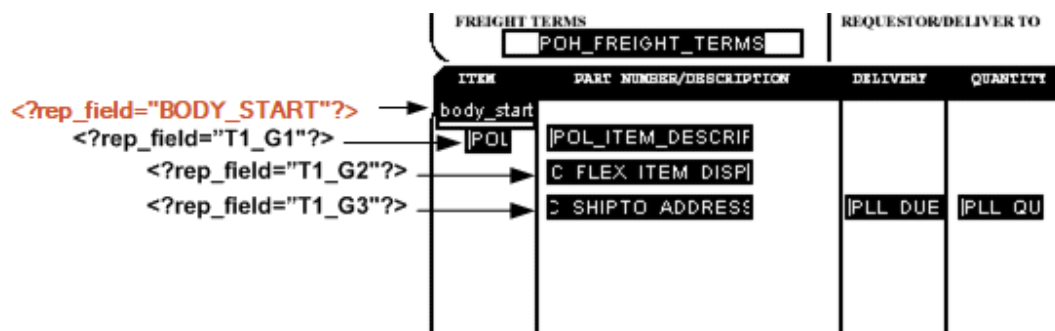 FREIGHT TERMS REQUESTOR/DELIVER TO
POH_FREIGHT_TERMS
ITEM PART NUMBER/DESCRIPTION DELIVERY QUANTITY
<?rep_field="BODY_START"?> body_start
<?rep_field="T1_G1"?> POL POL_ITEM_DESCRIF
<?rep_field="T1_G2"?> C FLEX ITEM DISP
<?rep_field="T1_G3"?> C SHIPTO ADDRESS PLL DUE PLL QU